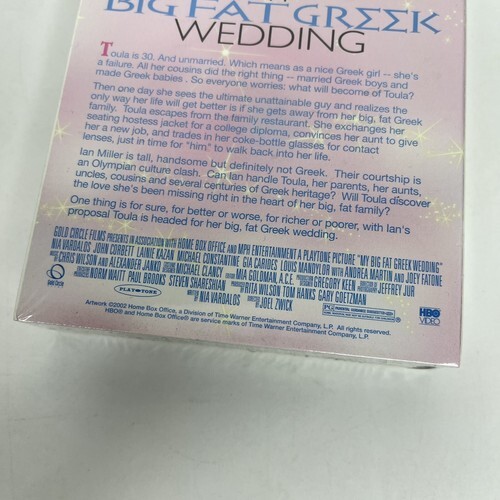 BIG FAT GREEK
WEDDING
Toula is 30. And unmarried. Which means as a nice Greek girl -- she's
a failure. All her cousins did the right thing -- married Greek boys and
made Greek babies. So everyone worries: what will become of Toula?
Then one day she sees the ultimate unattainable guy and realizes the
only way her life will get better is if she gets away from her big, fat Greek
family. Toula escapes from the family restaurant. She exchanges her
seating hostess jacket for a college diploma, convinces her aunt to give
her a new job, and trades in her coke-bottle glasses for contact
lenses, just in time for "him" to walk back into her life.
Ian Miller is tall, handsome but definitely not Greek. Their courtship is
an Olympian culture clash. Can Ian handle Toula, her parents, her aunts,
uncles, cousins and several centuries of Greek heritage? Will Toula discover
the love she's been missing right in the heart of her big, fat family?
One thing is for sure, for better or worse, for richer or poorer, with Ian's
proposal Toula is headed for her big, fat Greek wedding.
GOLD CIRCLE FILMS PRESENTS IN ASSOCIATION WITH HOME BOX OFFICE AND MPH ENTERTAINMENT A PLAYTONE PICTURE "MY BIG FAT GREEK WEDDING"
NIA VARDALOS JOHN CORBETT LAINIE KAZAN MICHAEL CONSTANTINE GIA CARIDES LOUIS MANDYLOR WITH ANDREA MARTIN AND JOEY FATONE
CHRIS WILSON AND ALEXANDER JANKO MICHAEL CLANCY MIA GOLDMAN, A.C.E. GREGORY KEEN JEFFREY JUR
NORM WAITT PAUL BROOKS STEVEN SHARESHIAN RITA WILSON TOM HANKS GARY GOETZMAN
PLAY-TONE
NIA VARDALOS JOEL ZWICK
Artwork ©2002 Home Box Office, a Division of Time Warner Entertainment Company, L.P. All rights reserved.
HBO® and Home Box Office® are service marks of Time Warner Entertainment Company, L.P.
PG
HBO
VIDEO